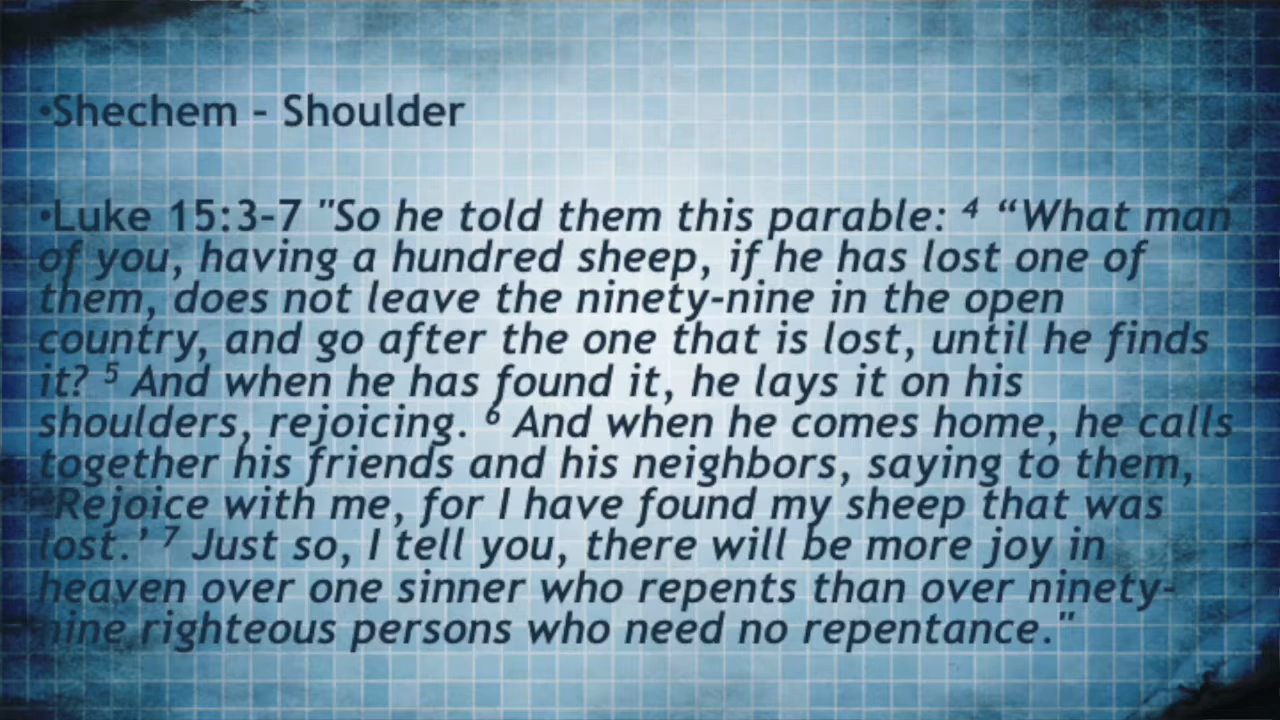 •Shechem - Shoulder
•Luke 15:3-7 "So he told them this parable: ⁴ “What man
of you, having a hundred sheep, if he has lost one of
them, does not leave the ninety-nine in the open
country, and go after the one that is lost, until he finds
it? ⁵ And when he has found it, he lays it on his
shoulders, rejoicing. ⁶ And when he comes home, he calls
together his friends and his neighbors, saying to them,
‘Rejoice with me, for I have found my sheep that was
lost.’ ⁷ Just so, I tell you, there will be more joy in
heaven over one sinner who repents than over ninety-
nine righteous persons who need no repentance."